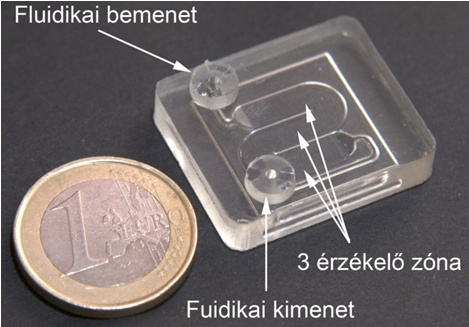 Fluidikai bemenet
1
EURO
3 érzékelő zóna
Fuidikai kimenet